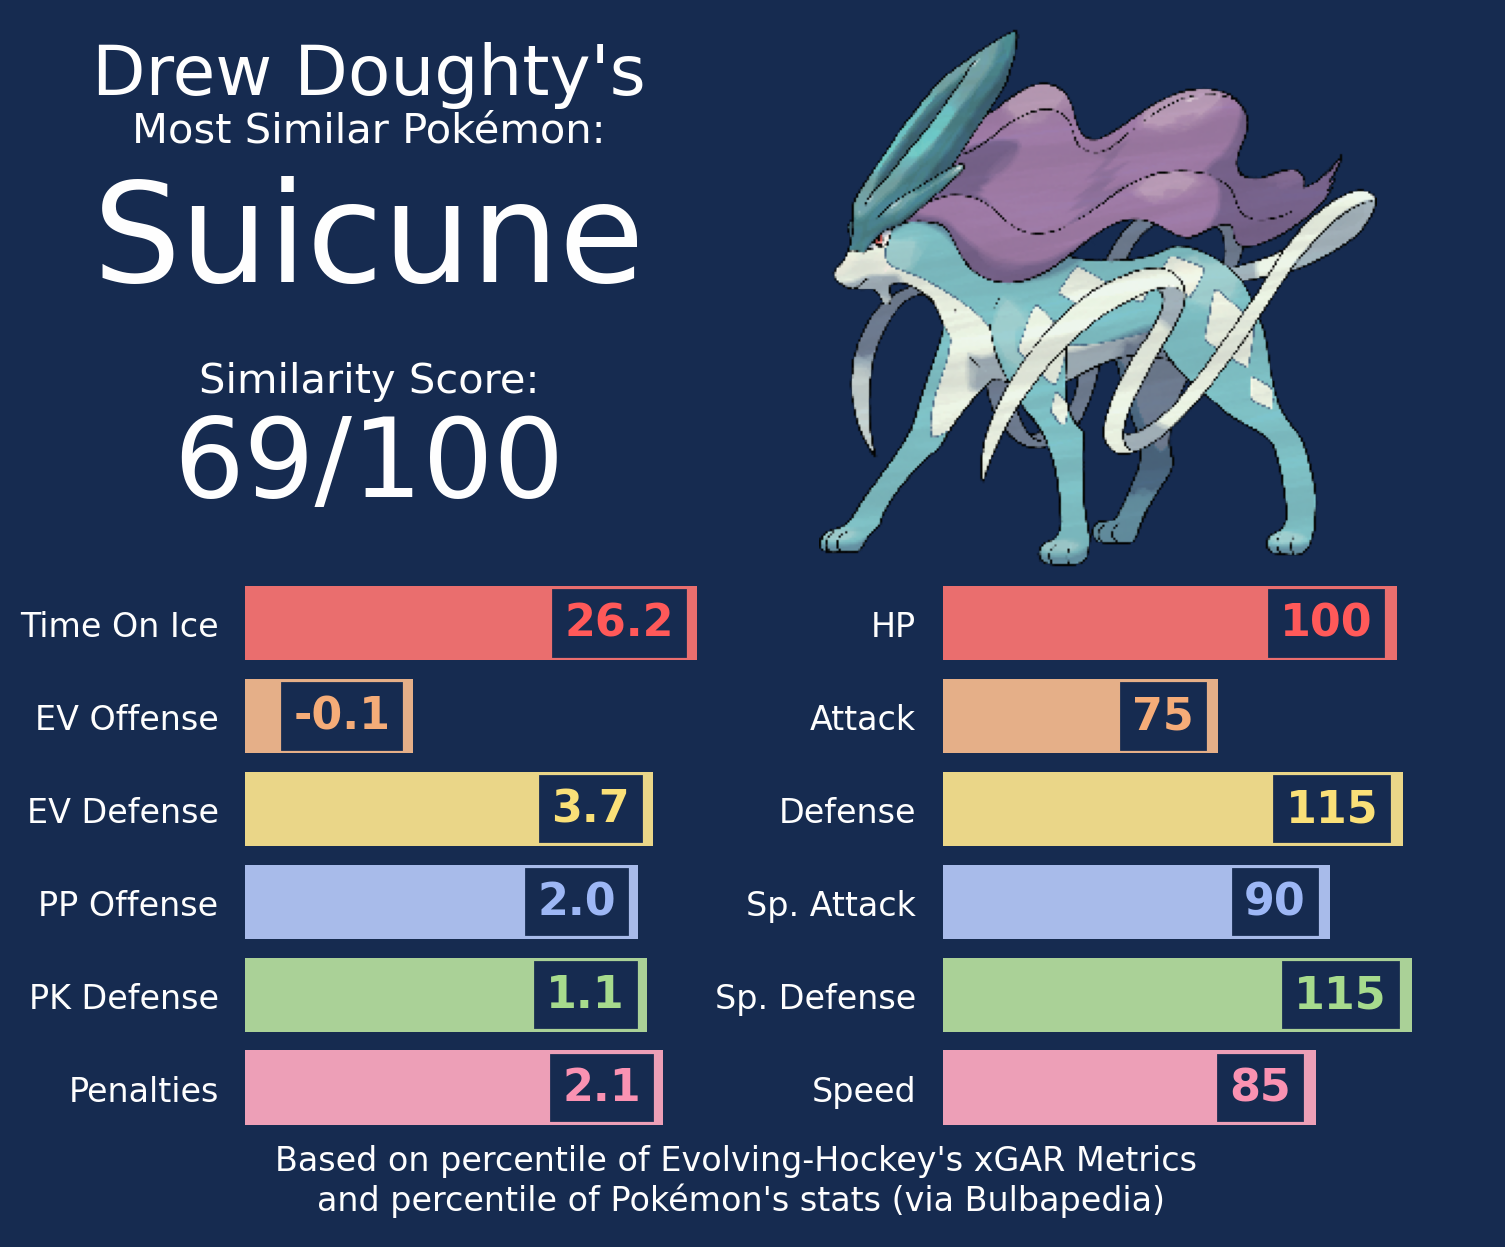 Drew Doughty's
Most Similar Pokémon:
Suicune
Similarity Score:
69/100
Time On Ice 26.2
EV Offense -0.1
EV Defense 3.7
PP Offense 2.0
PK Defense 1.1
Penalties 2.1
HP 100
Attack 75
Defense 115
Sp. Attack 90
Sp. Defense 115
Speed 85
Based on percentile of Evolving-Hockey's xGAR Metrics
and percentile of Pokémon's stats (via Bulbapedia)